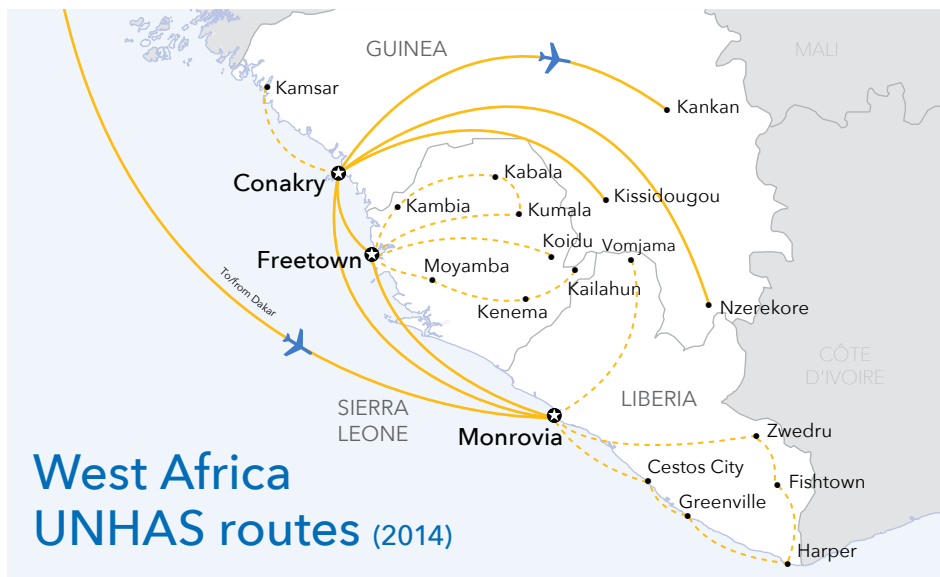 GUINEA
MALI
Kamsar
Kankan
Conakry
Kabala
Kambia
Kumala
Kissidougou
Freetown
Koidu
Vomjama
Moyamba
Kailahun
Kenema
Nzerekore
To/from Dakar
CÔTE
D'IVOIRE
SIERRA
LEONE
LIBERIA
Monrovia
Zwedru
Cestos City
Fishtown
Greenville
Harper
West Africa
UNHAS routes (2014)